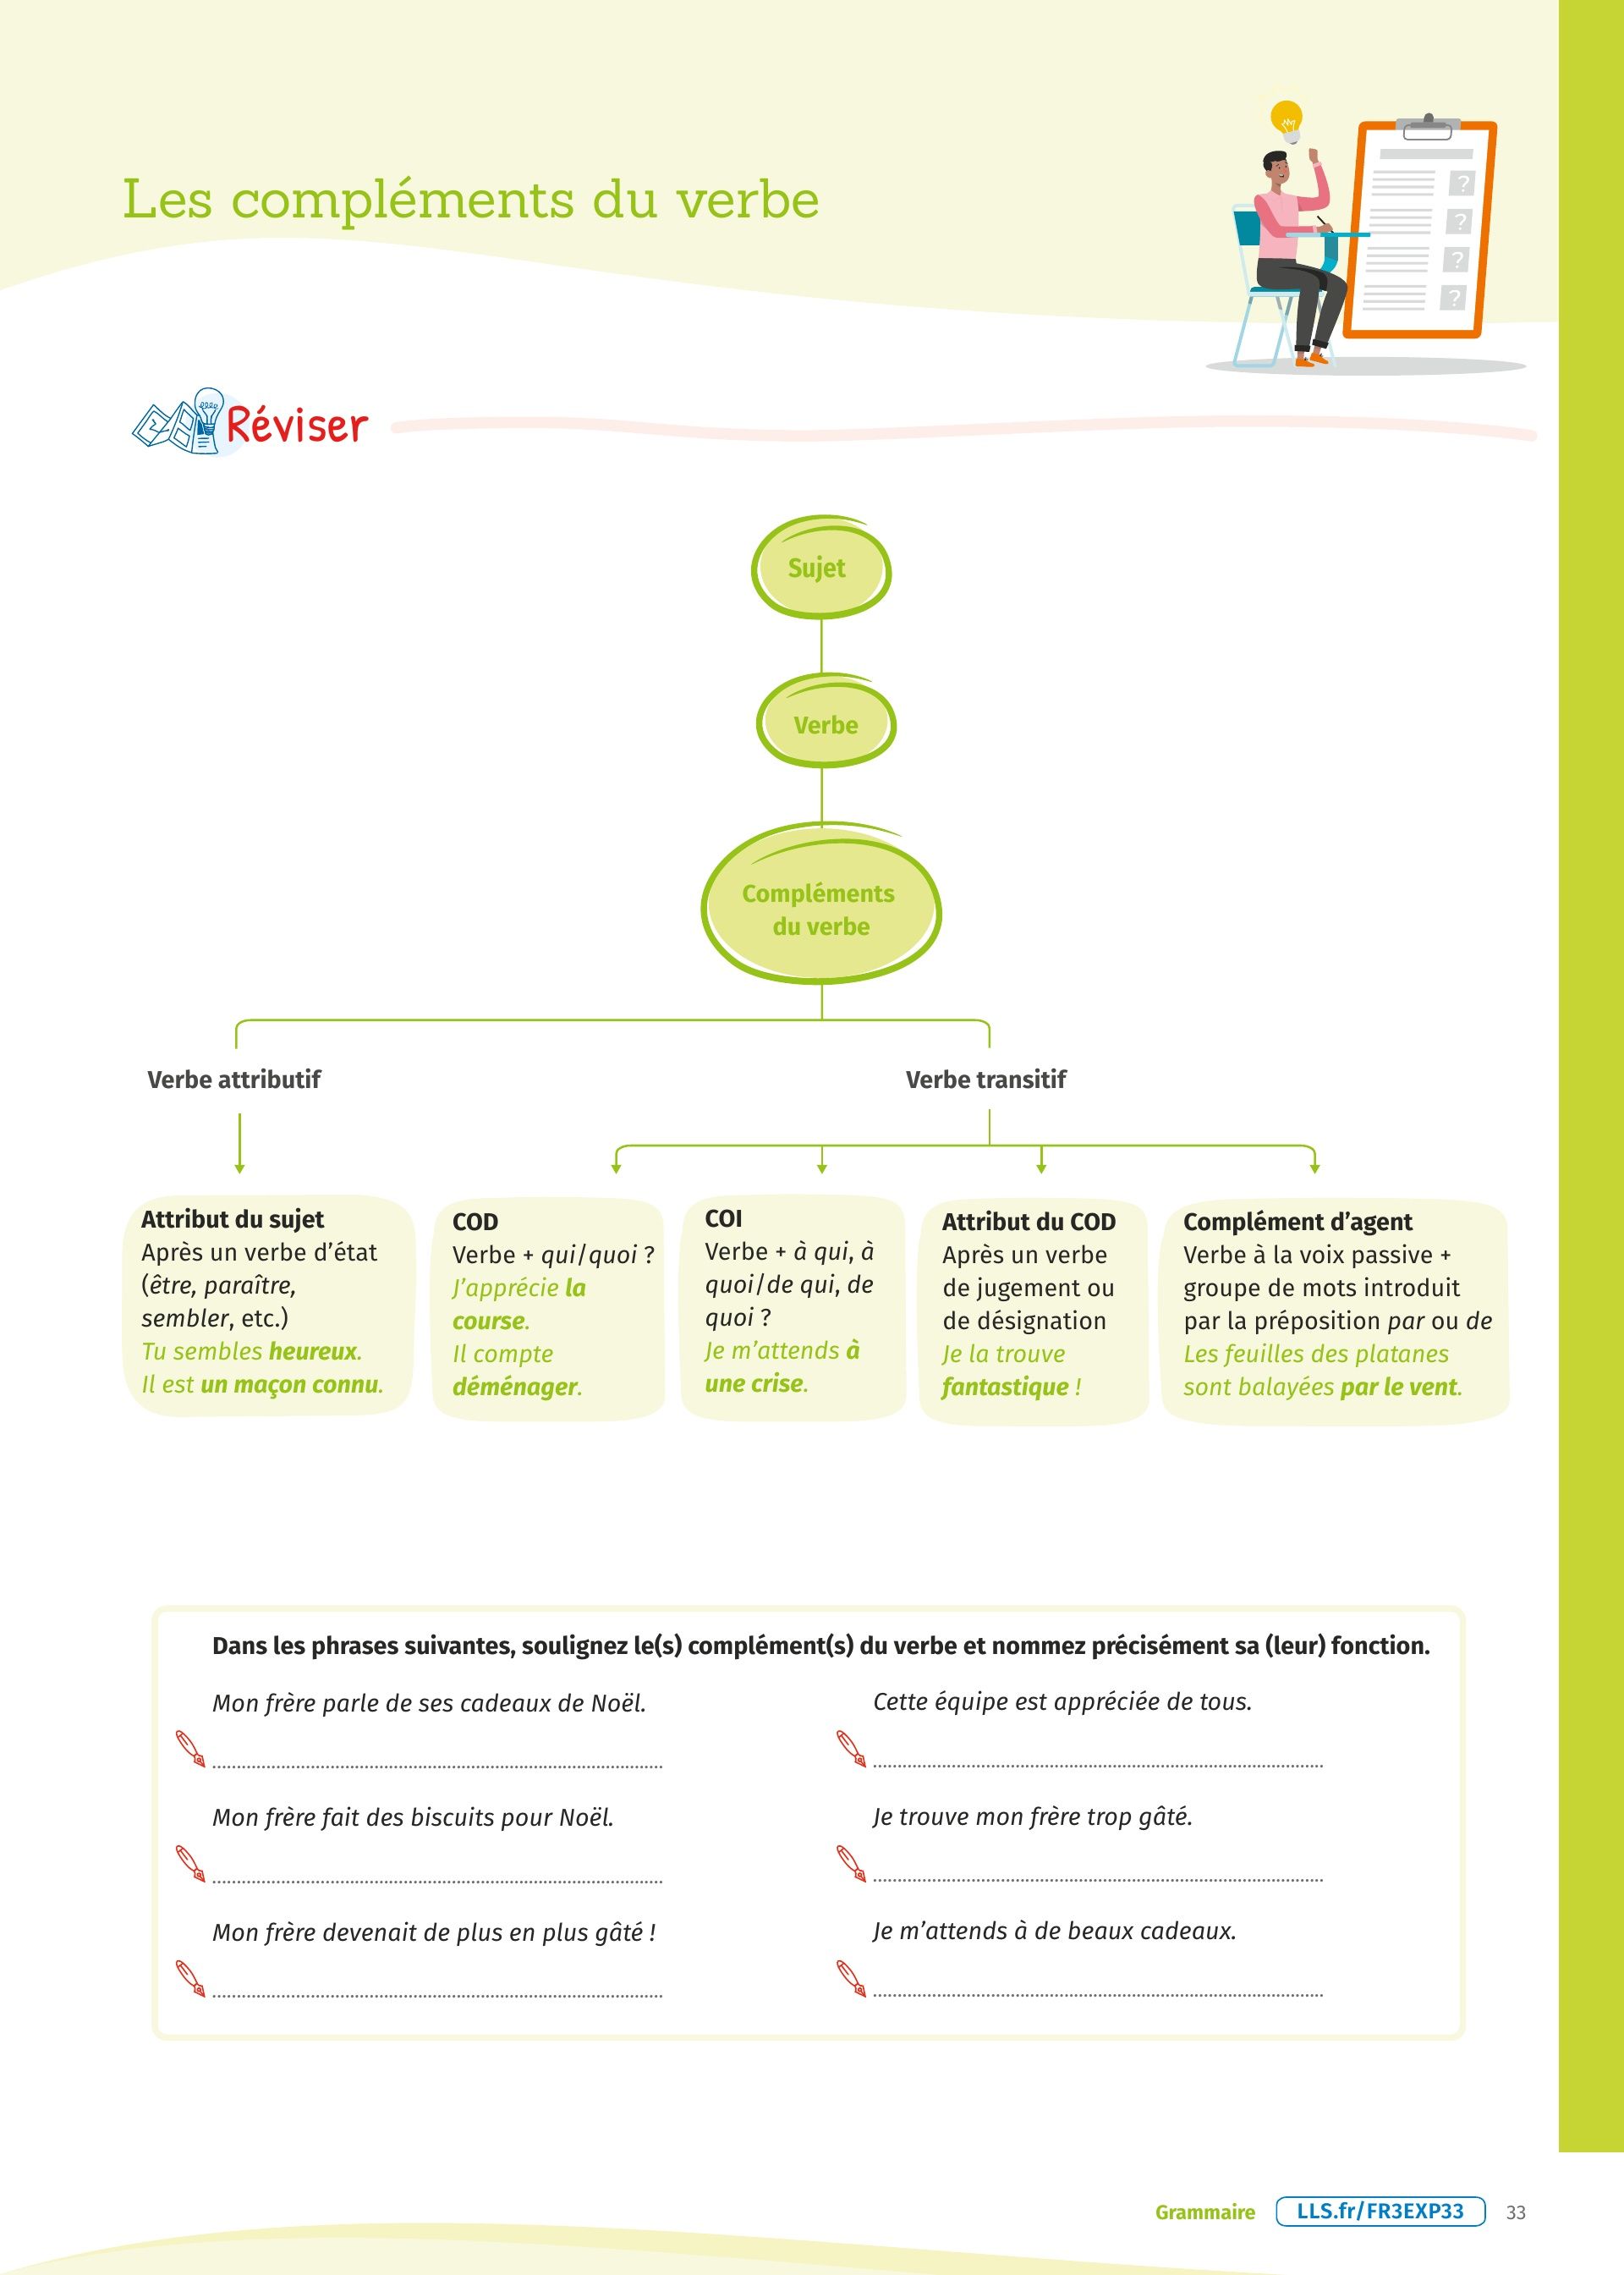 Les compléments du verbe
?
?
?
?
Réviser
Sujet
Verbe
Compléments
du verbe
Verbe attributif
Verbe transitif
Attribut du sujet
Après un verbe d’état
(être, paraître,
sembler, etc.)
Tu sembles heureux.
Il est un maçon connu.
COD
Verbe + qui/quoi ?
J’apprécie la
course.
Il compte
déménager.
COI
Verbe + à qui, à
quoi/de qui, de
quoi ?
Je m’attends à
une crise.
Attribut du COD
Après un verbe
de jugement ou
de désignation
Je la trouve
fantastique !
Complément d’agent
Verbe à la voix passive +
groupe de mots introduit
par la préposition par ou de
Les feuilles des platanes
sont balayées par le vent.
Dans les phrases suivantes, soulignez le(s) complément(s) du verbe et nommez précisément sa (leur) fonction.
Mon frère parle de ses cadeaux de Noël.
Mon frère fait des biscuits pour Noël.
Mon frère devenait de plus en plus gâté !
Cette équipe est appréciée de tous.
Je trouve mon frère trop gâté.
Je m’attends à de beaux cadeaux.
Grammaire LLS.fr/FR3EXP33 33